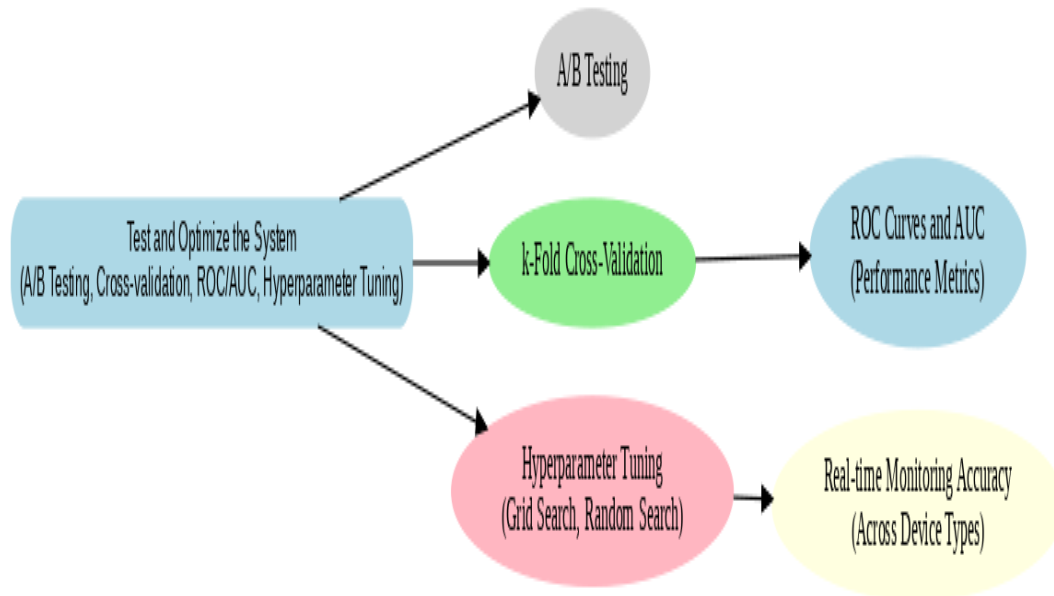 A/B Testing
Test and Optimize the System
(A/B Testing, Cross-validation, ROC/AUC, Hyperparameter Tuning)
k-Fold Cross-Validation
ROC Curves and AUC
(Performance Metrics)
Hyperparameter Tuning
(Grid Search, Random Search)
Real-time Monitoring Accuracy
(Across Device Types)